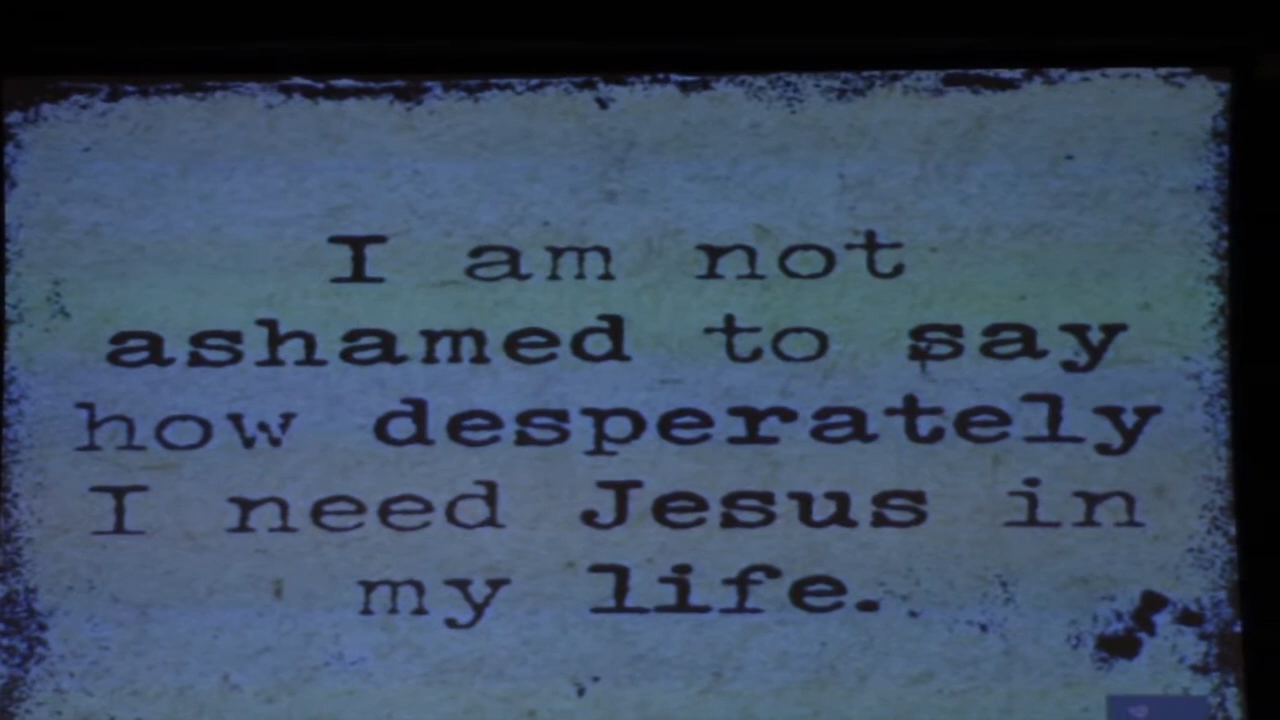 I am not
ashamed to say
how desperately
I need Jesus in
my life.